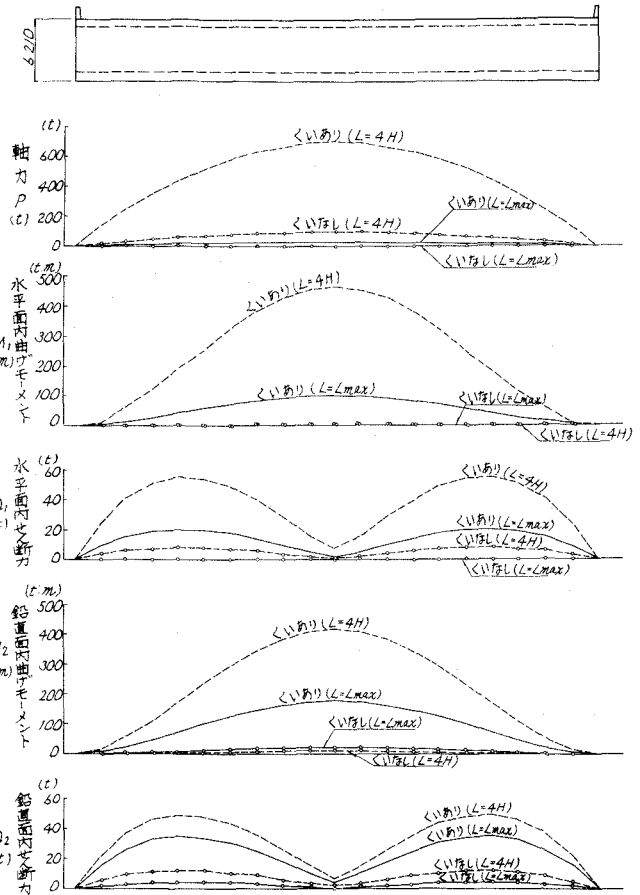 6210
(t)
軸力
P
(t)
600
400
200
0
くいあり(L=4H)
くいあり(L=Lmax)
くいなし(L=4H)
くいなし(L=Lmax)
(t・m)
水平面内曲げモーメント
m)
500
400
300
200
100
0
くいあり(L=4H)
くいあり(L=Lmax)
くいなし(L=Lmax)
くいなし(L=4H)
(t)
水平面内せん断力
60
40
20
0
くいあり(L=4H)
くいあり(L=Lmax)
くいなし(L=4H)
くいなし(L=Lmax)
(t・m)
鉛直面内曲げモーメント
m)
500
400
300
200
100
0
くいあり(L=4H)
くいあり(L=Lmax)
くいなし(L=Lmax)
くいなし(L=4H)
(t)
鉛直面内せん断力
t)
60
40
20
0
くいあり(L=4H)
くいあり(L=Lmax)
くいなし(L=4H)
くいなし(L=Lmax)